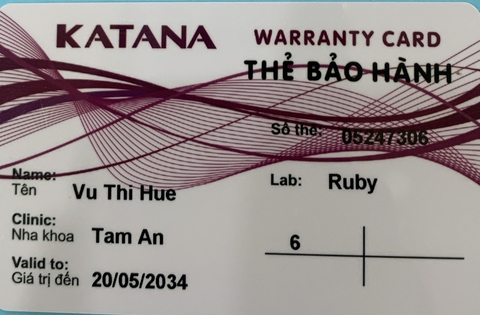 KATANA
WARRANTY CARD
THẺ BẢO HÀNH
Số thẻ: 05247306
Name:
Tên Vu Thi Hue
Lab: Ruby
Clinic:
Nha khoa Tam An
6
Valid to:
Giá trị đến 20/05/2034